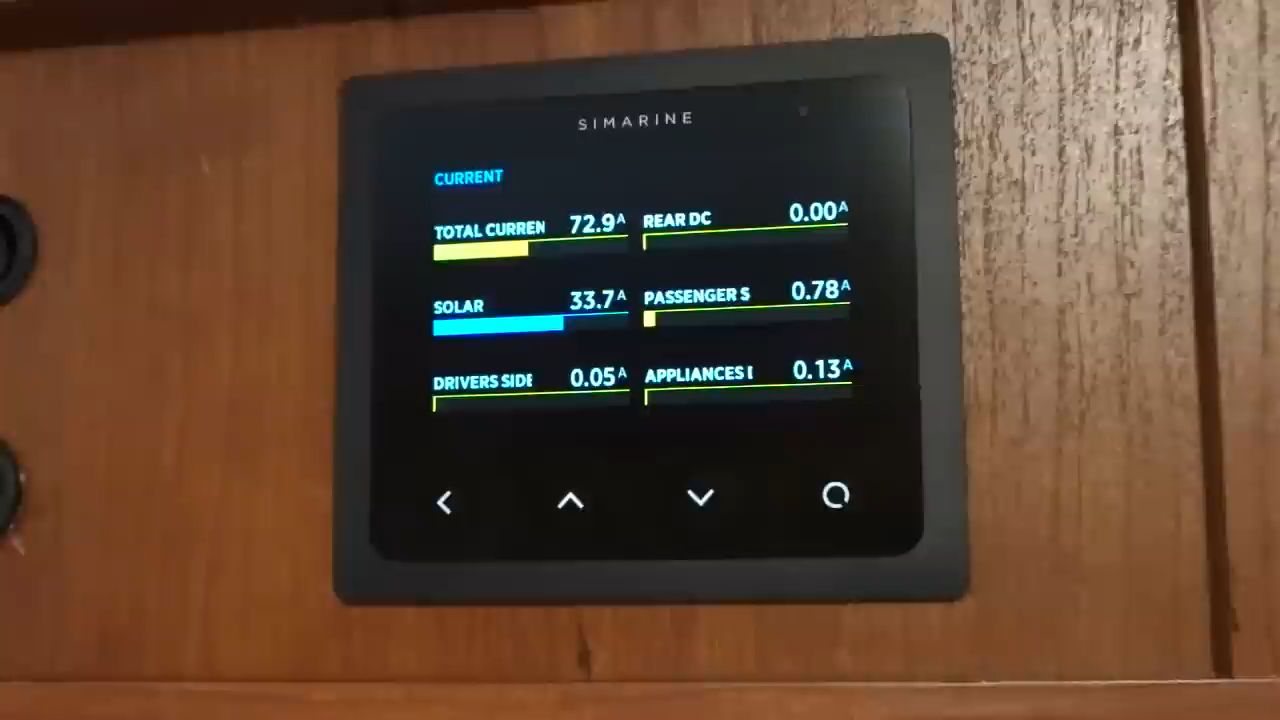 SIMARINE
CURRENT
TOTAL CURREN 72.9A
REAR DC 0.00A
SOLAR 33.7A
PASSENGER S 0.78A
DRIVERS SIDE 0.05A
APPLIANCES 0.13A